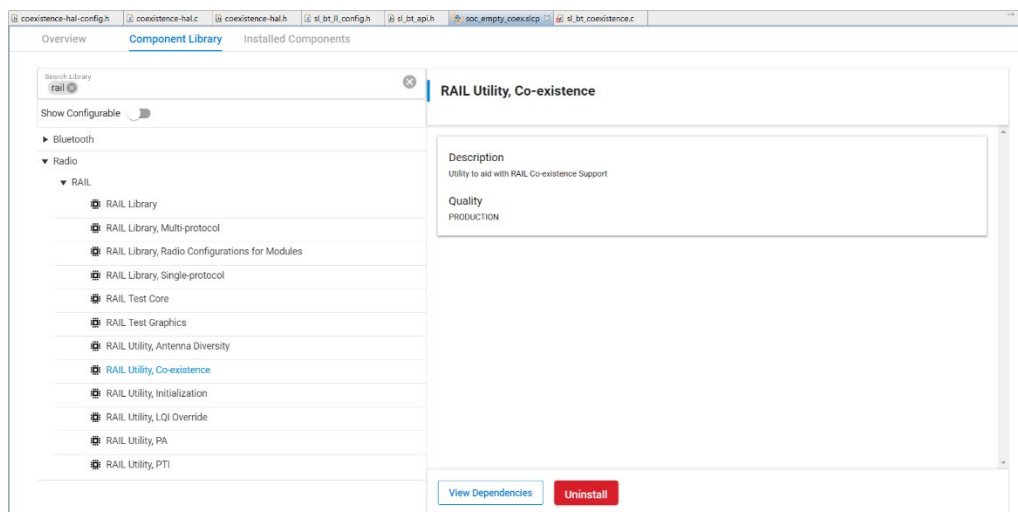 coexistence-hal-config.h
coexistence-hal.c
coexistence-hal.h
sl_bt_ll_config.h
sl_bt_api.h
soc_empty_coex.slcp
sl_bt_coexistence.c
Overview
Component Library
Installed Components
Search Library
rail
Show Configurable
Bluetooth
Radio
RAIL
RAIL Library
RAIL Library, Multi-protocol
RAIL Library, Radio Configurations for Modules
RAIL Library, Single-protocol
RAIL Test Core
RAIL Test Graphics
RAIL Utility, Antenna Diversity
RAIL Utility, Co-existence
RAIL Utility, Initialization
RAIL Utility, LQI Override
RAIL Utility, PA
RAIL Utility, PTI
RAIL Utility, Co-existence
Description
Utility to aid with RAIL Co-existence Support
Quality
PRODUCTION
View Dependencies
Uninstall